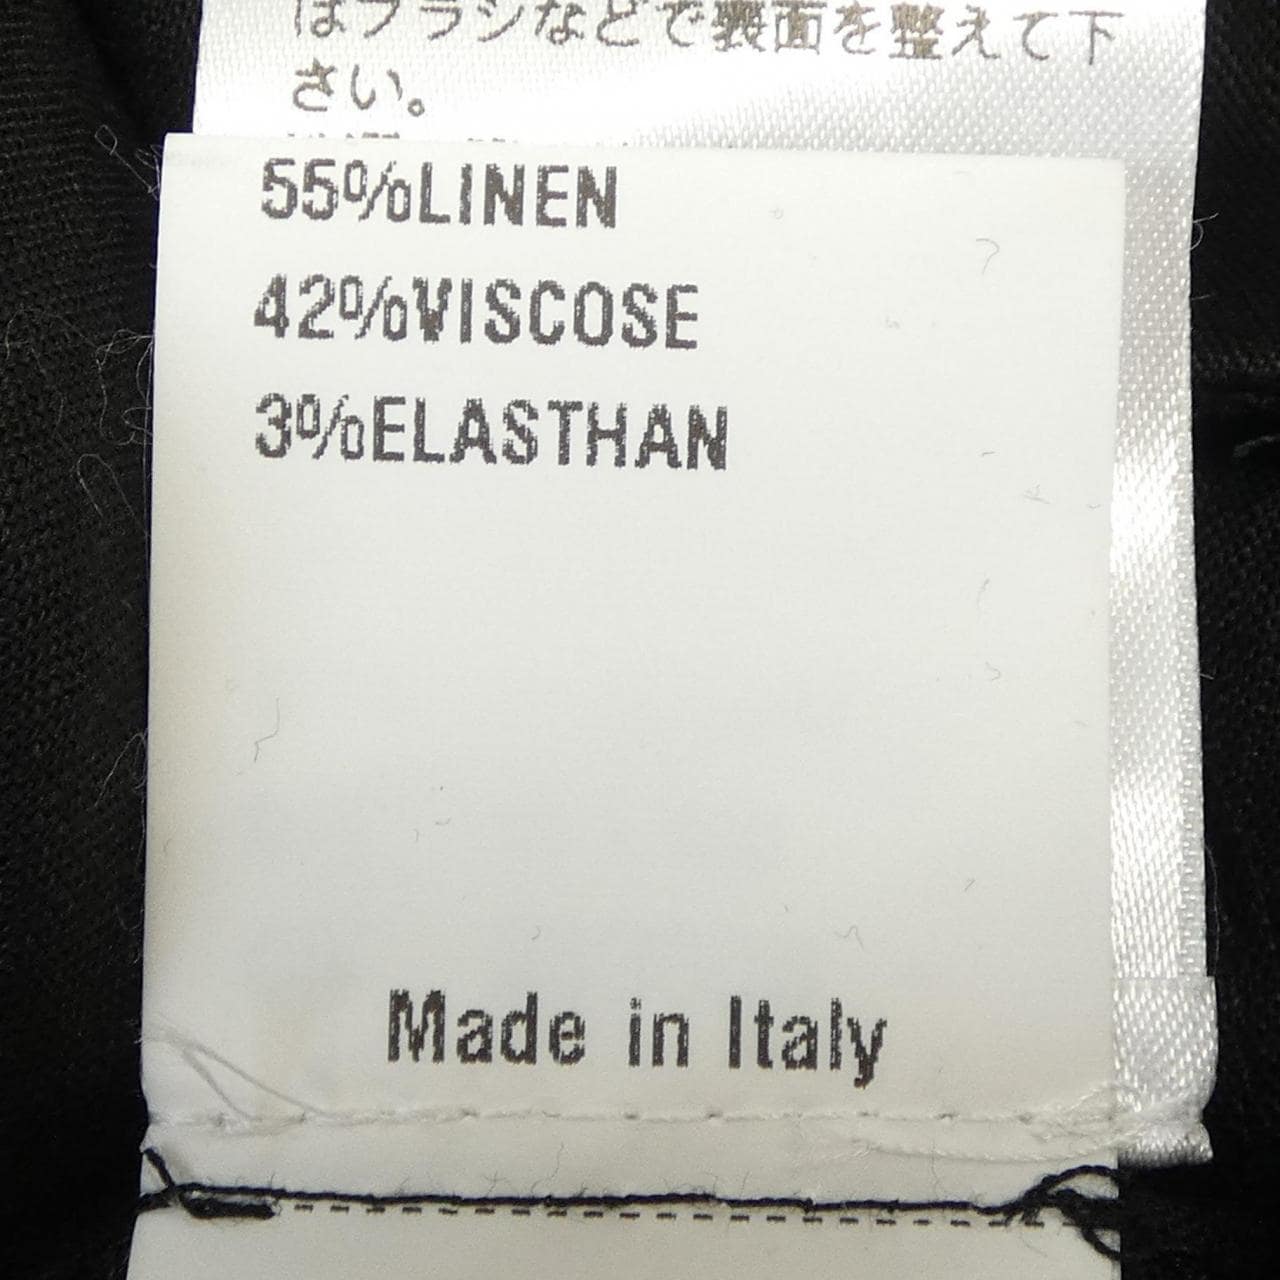 はブラシなどで表面を整えて下
さい。
55%LINEN
42%VISCOSE
3%ELASTHAN
Made in Italy